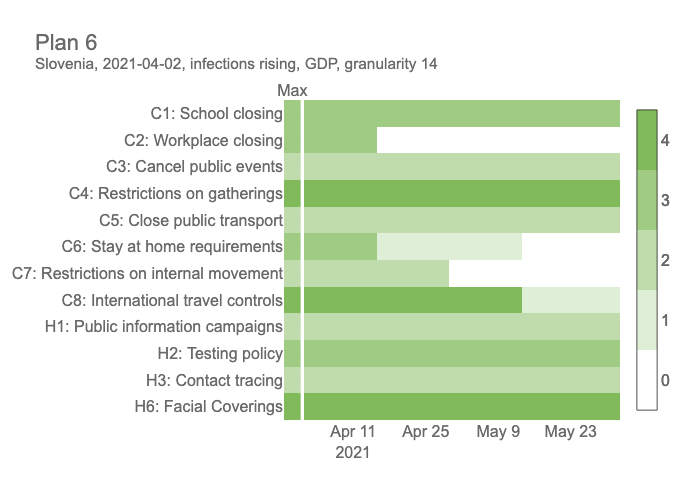 Plan 6
Slovenia, 2021-04-02, infections rising, GDP, granularity 14
Max
C1: School closing
C2: Workplace closing
C3: Cancel public events
C4: Restrictions on gatherings
C5: Close public transport
C6: Stay at home requirements
C7: Restrictions on internal movement
C8: International travel controls
H1: Public information campaigns
H2: Testing policy
H3: Contact tracing
H6: Facial Coverings
Apr 11 Apr 25 May 9 May 23
2021
4
3
2
1
0